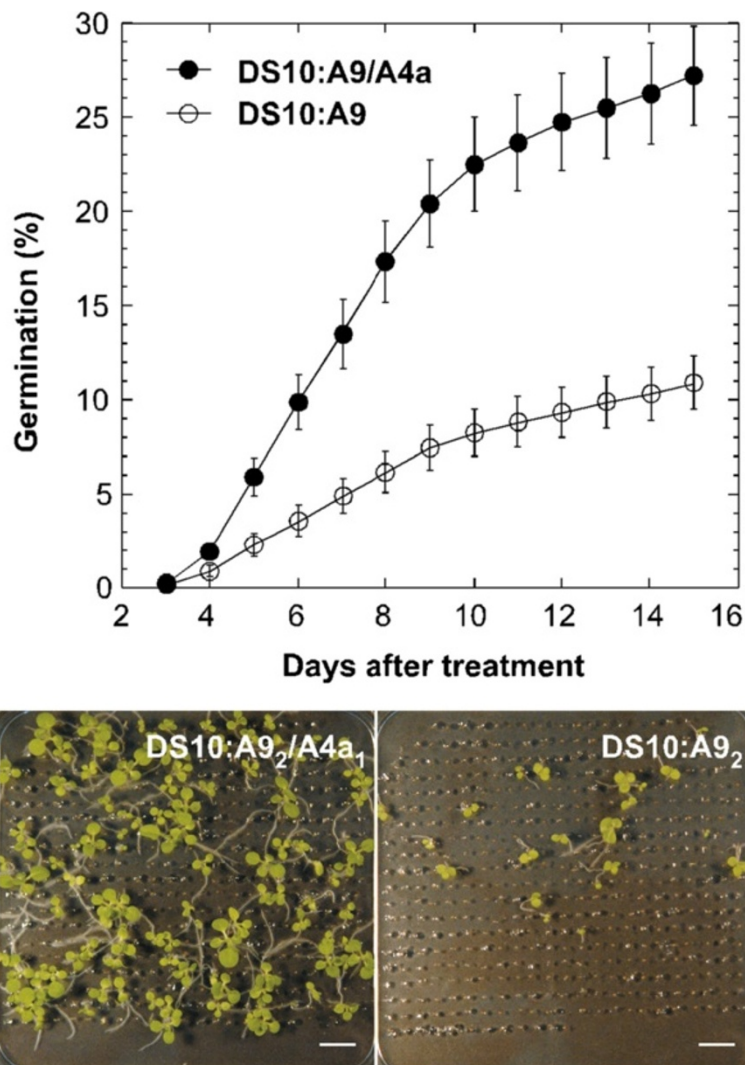 30
25
20
15
10
5
0
Germination (%)
DS10:A9/A4a
DS10:A9
2 4 6 8 10 12 14 16
Days after treatment
DS10:A9₂/A4a₁
DS10:A9₂